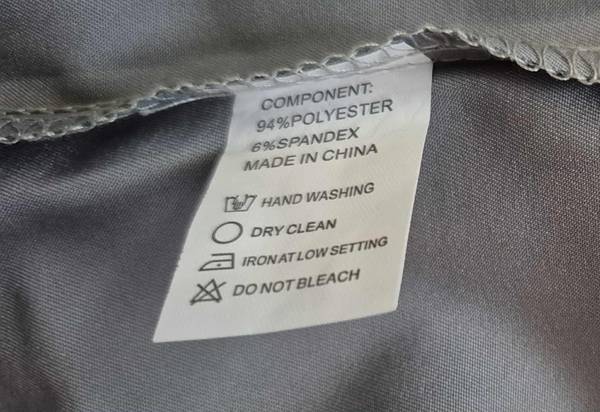 COMPONENT:
94%POLYESTER
6%SPANDEX
MADE IN CHINA
HAND WASHING
DRY CLEAN
IRON AT LOW SETTING
DO NOT BLEACH